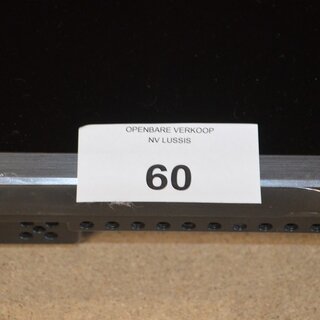 OPENBARE VERKOOP
NV LUSSIS
60